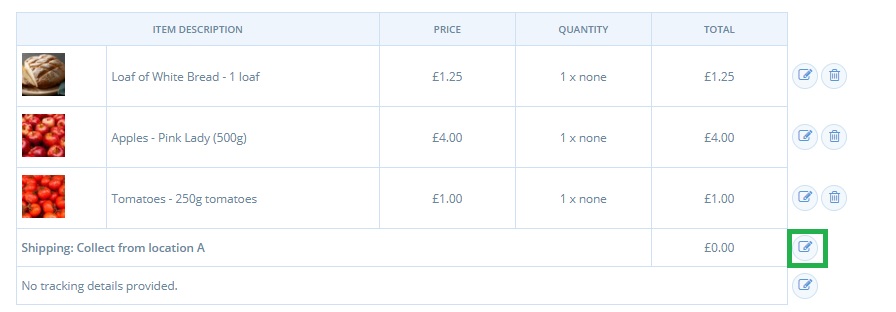 ITEM DESCRIPTION PRICE QUANTITY TOTAL
Loaf of White Bread - 1 loaf £1.25 1 x none £1.25
Apples - Pink Lady (500g) £4.00 1 x none £4.00
Tomatoes - 250g tomatoes £1.00 1 x none £1.00
Shipping: Collect from location A £0.00
No tracking details provided.